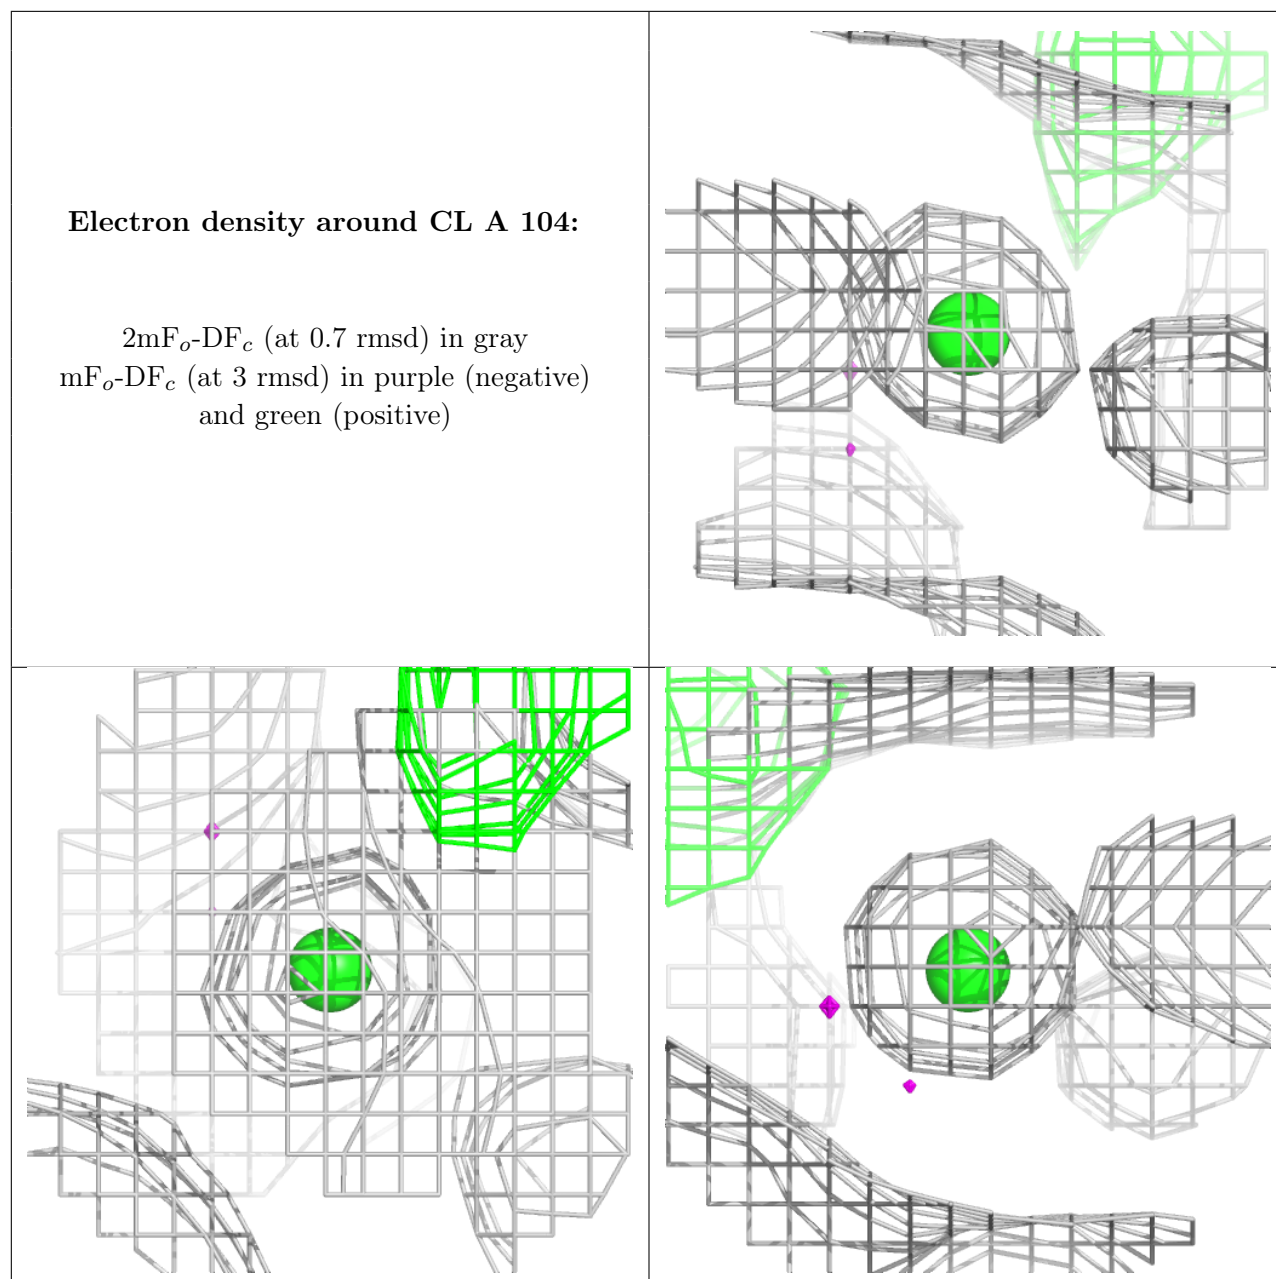 Electron density around CL A 104:
2mFo-DFc (at 0.7 rmsd) in gray
mFo-DFc (at 3 rmsd) in purple (negative)
and green (positive)